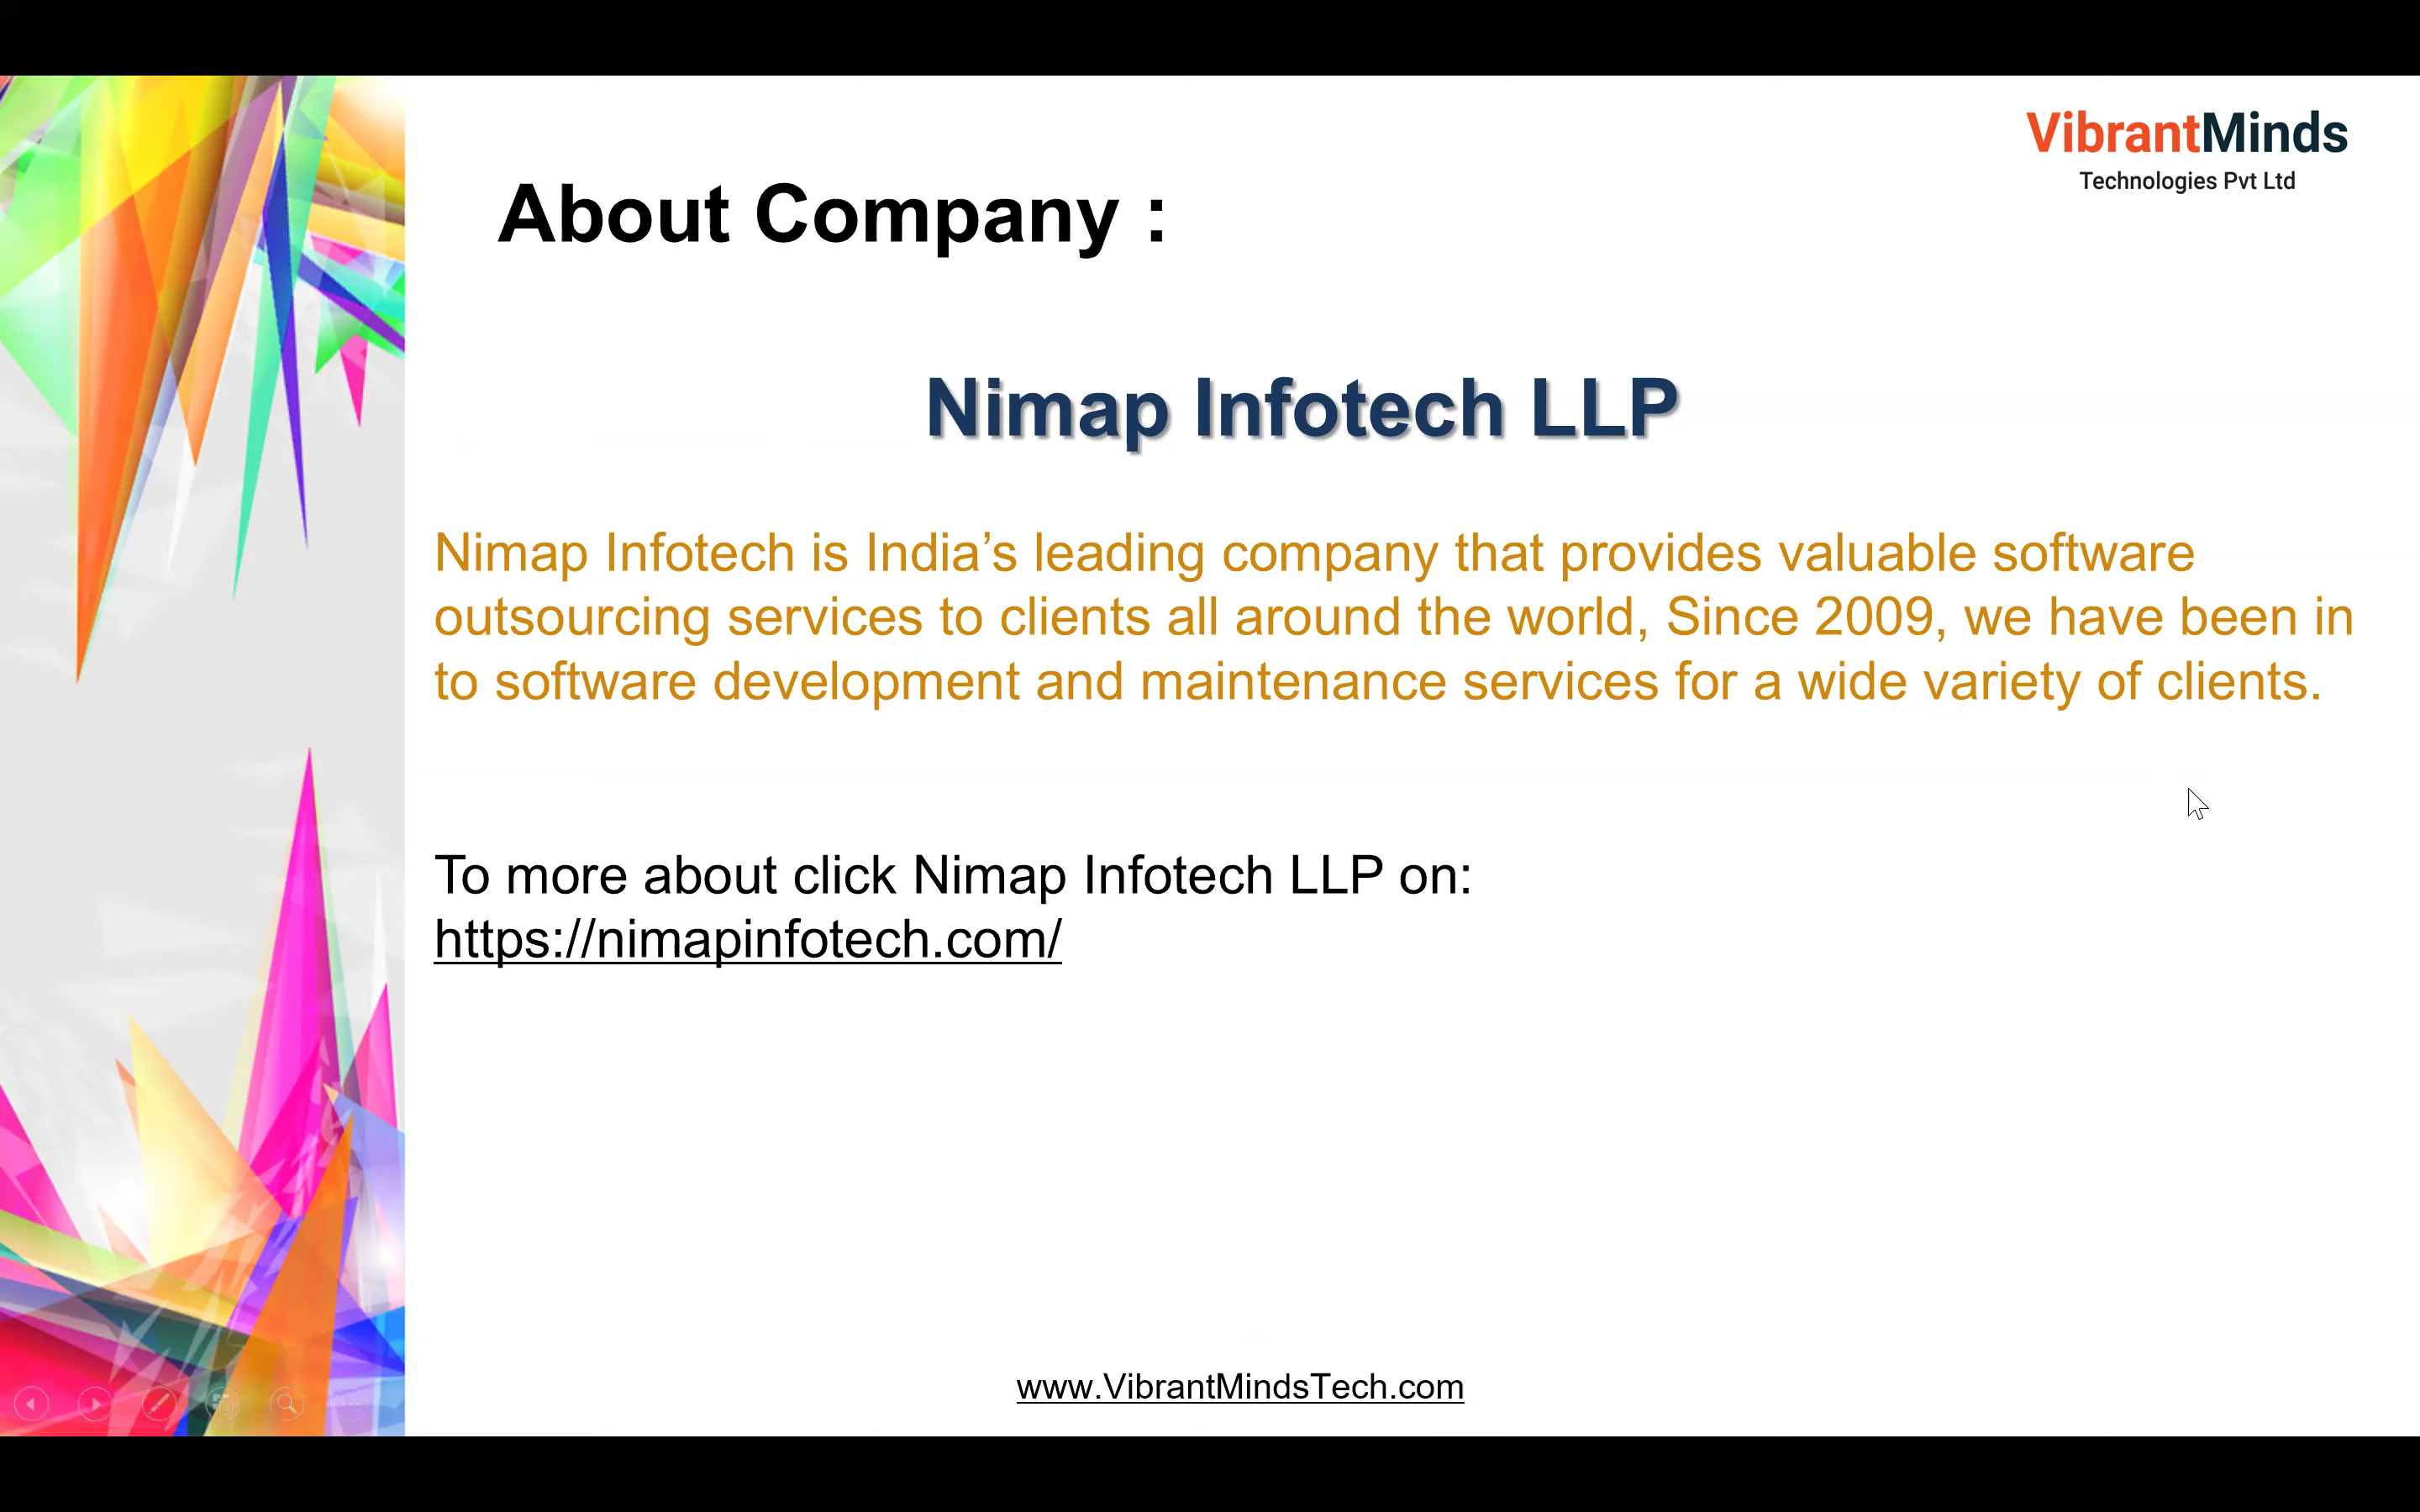 VibrantMinds
Technologies Pvt Ltd
About Company :
Nimap Infotech LLP
Nimap Infotech is India’s leading company that provides valuable software
outsourcing services to clients all around the world, Since 2009, we have been in
to software development and maintenance services for a wide variety of clients.
To more about click Nimap Infotech LLP on:
https://nimapinfotech.com/
www.VibrantMindsTech.com